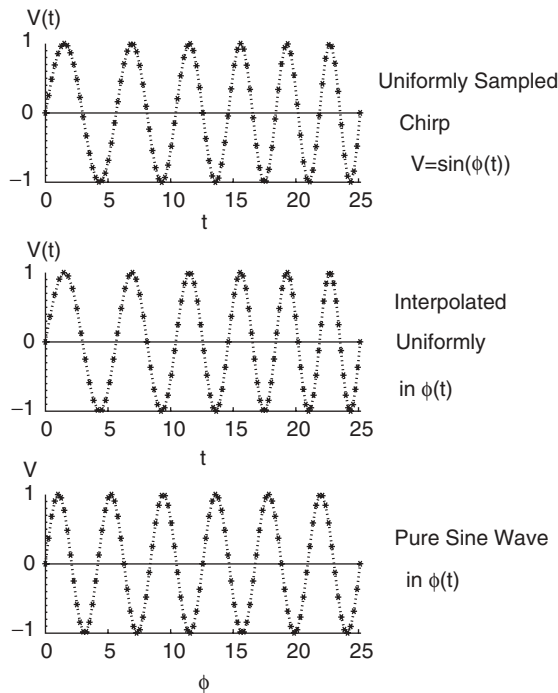 V(t)
1
0
−1
0 5 10 15 20 25
t
Uniformly Sampled
Chirp
V=sin(ϕ(t))
V(t)
1
0
−1
0 5 10 15 20 25
t
Interpolated
Uniformly
in ϕ(t)
V
1
0
−1
0 5 10 15 20 25
ϕ
Pure Sine Wave
in ϕ(t)